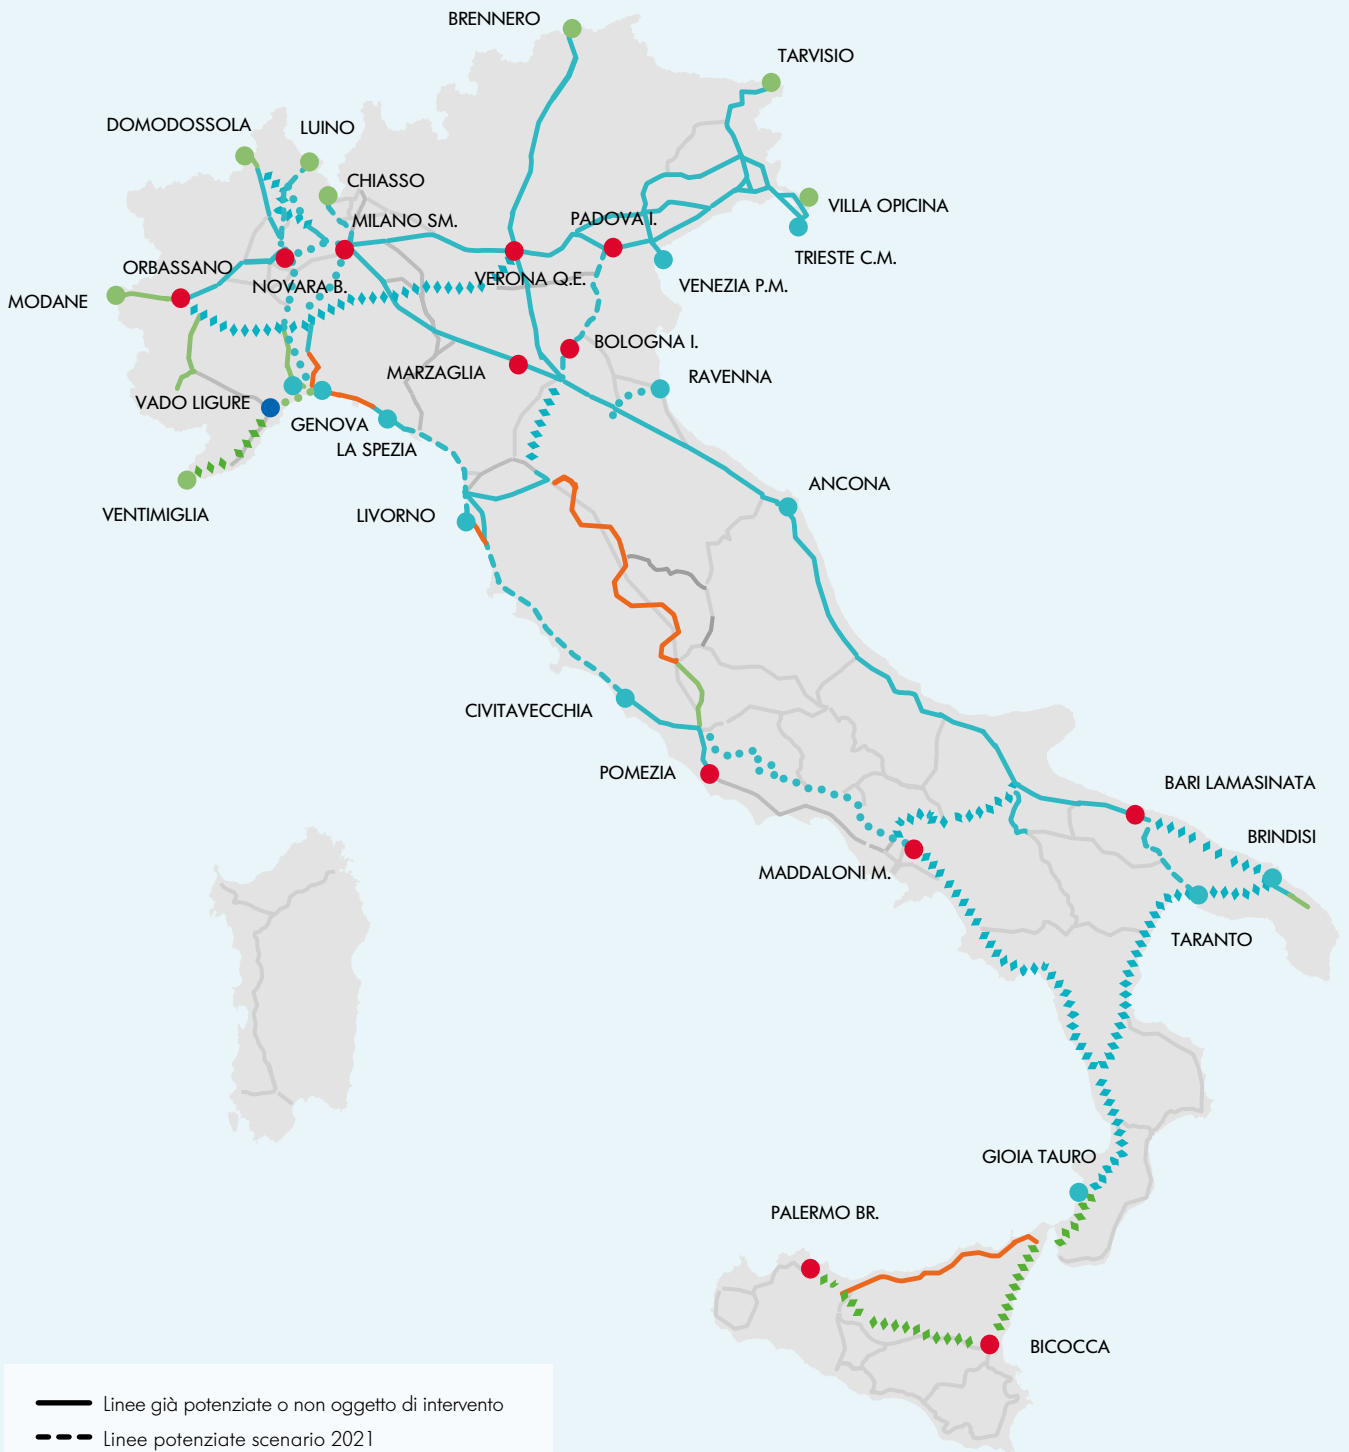 BRENNERO
TARVISIO
DOMODOSSOLA
LUINO
CHIASSO
VILLA OPICINA
MILANO SM.
PADOVA I.
TRIESTE C.M.
ORBASSANO
NOVARA B.
VERONA Q.E.
VENEZIA P.M.
MODANE
BOLOGNA I.
MARZAGLIA
RAVENNA
VADO LIGURE
GENOVA
LA SPEZIA
ANCONA
VENTIMIGLIA
LIVORNO
CIVITAVECCHIA
POMEZIA
BARI LAMASINATA
BRINDISI
MADDALONI M.
TARANTO
GIOIA TAURO
PALERMO BR.
BICOCCA
Linee già potenziate o non oggetto di intervento
Linee potenziate scenario 2021